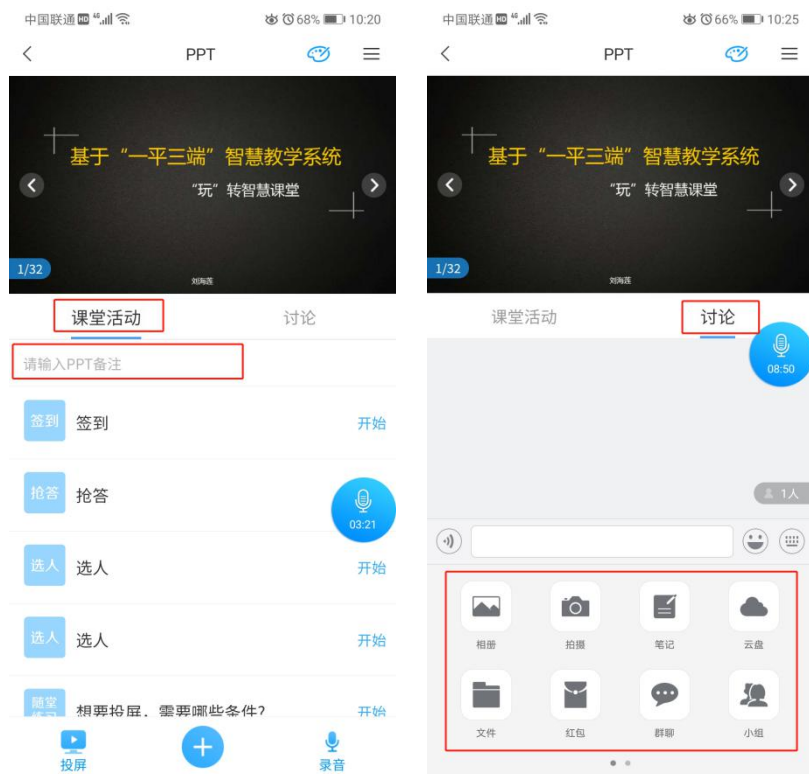 中国联通 HD 46 68% 10:20
PPT
基于“一平三端”智慧教学系统
“玩”转智慧课堂
1/32
刘海莲
课堂活动 讨论
请输入PPT备注
签到 签到 开始
抢答 抢答
03:21
选人 选人 开始
选人 选人 开始
随堂 想要投屏，需要哪些条件? 开始
投屏 录音
中国联通 HD 46 66% 10:25
PPT
基于“一平三端”智慧教学系统
“玩”转智慧课堂
1/32
刘海莲
课堂活动 讨论
08:50
1人
相册 拍摄 笔记 云盘
文件 红包 群聊 小组